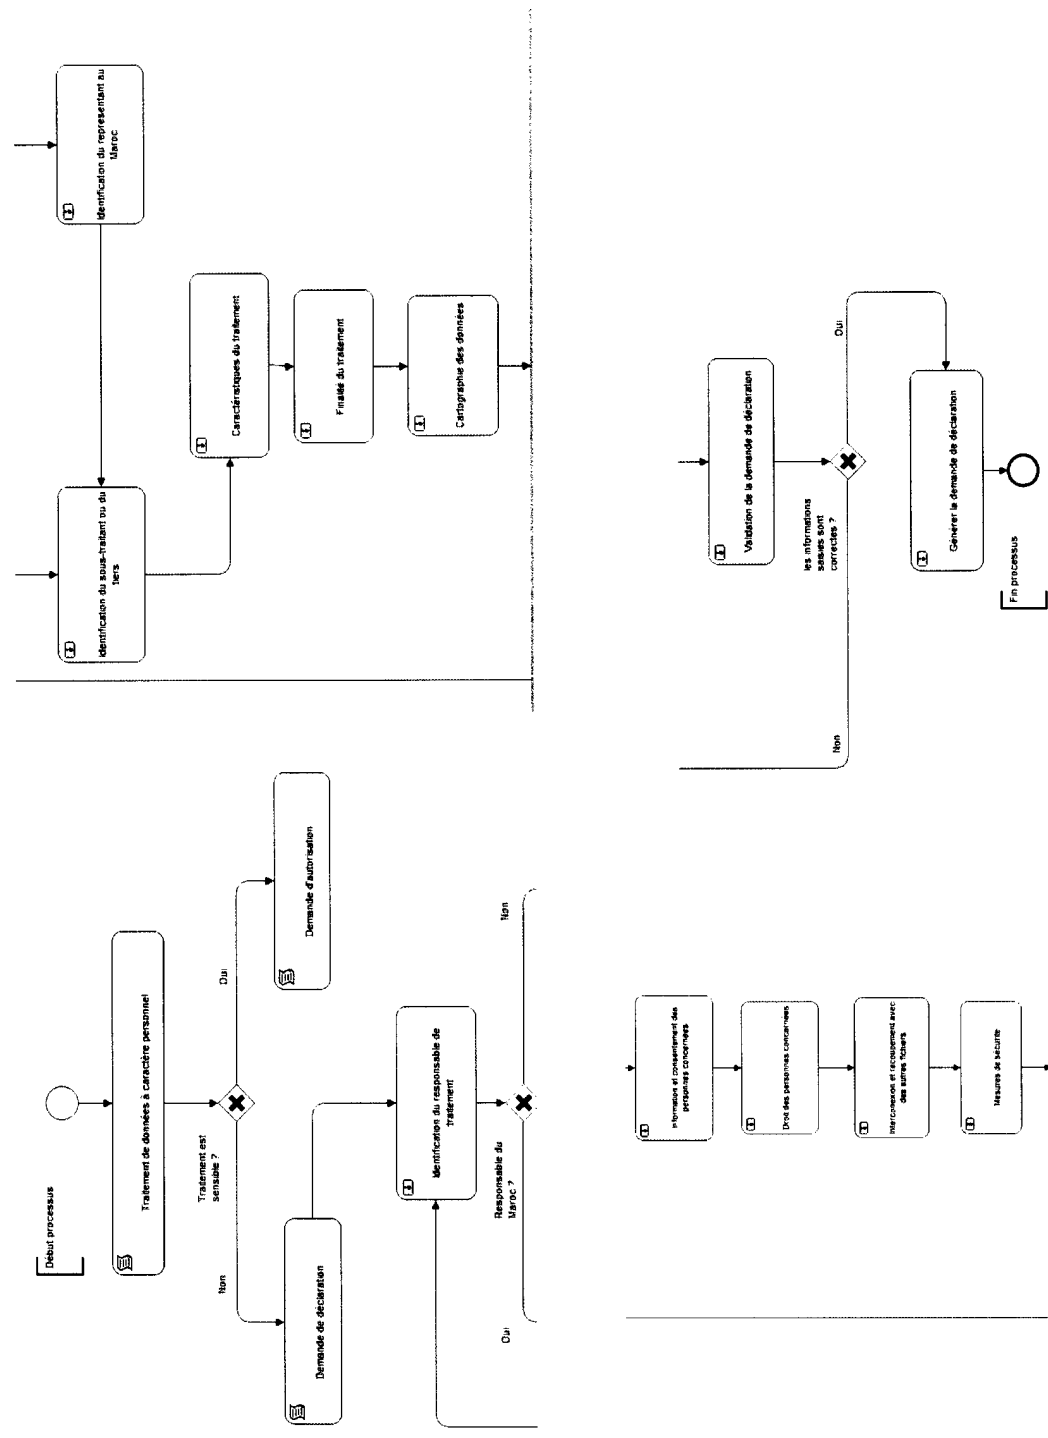 Début processus
Traitement de données à caractère personnel
Traitement est
sensible ?
Oui
Non
Demande d'autorisation
Demande de déclaration
Identification du responsable de
traitement
Responsable du
Maroc ?
Non
Oui
Identification du représentant au
Maroc
Identification du sous-traitant ou du
tiers
Caractéristiques du traitement
Finalité du traitement
Cartographie des données
Information et consentement des
personnes concernées
Droit des personnes concernées
Interconnexion et recoupement avec
des autres fichiers
Mesures de sécurité
Validation de la demande de déclaration
les informations
saisies sont
correctes ?
Oui
Non
Générer la demande de déclaration
Fin processus